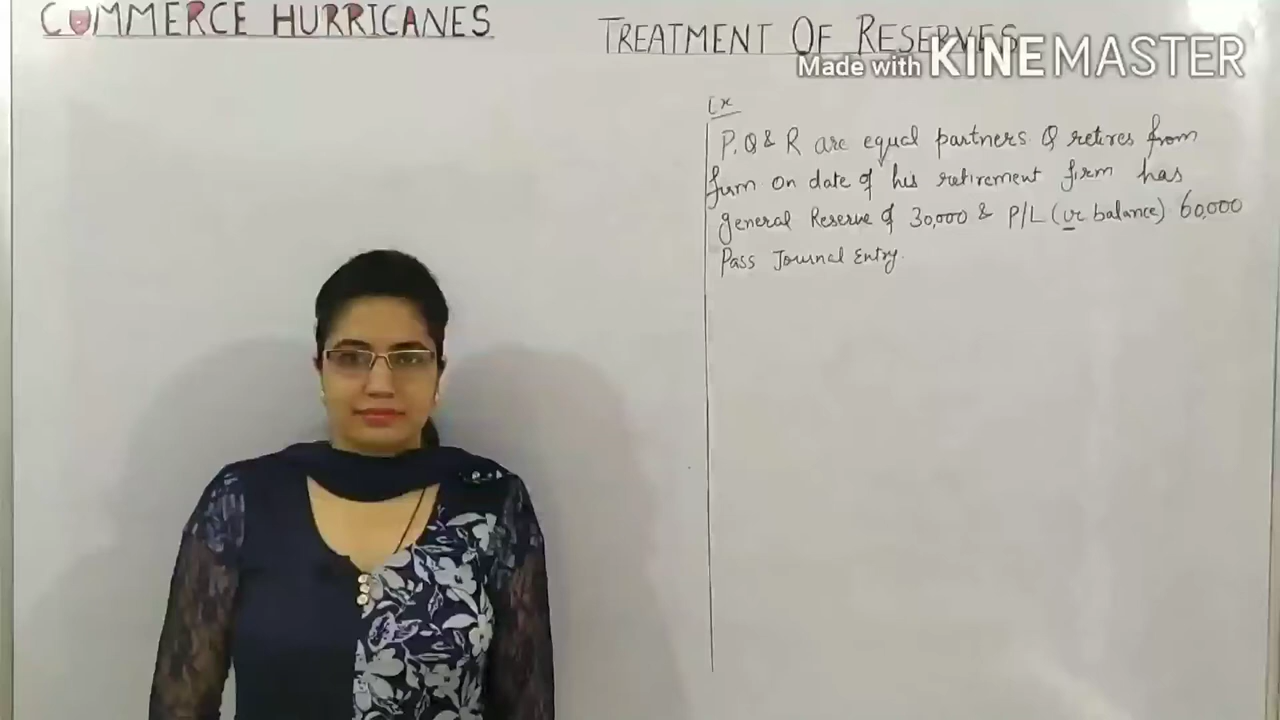 COMMERCE HURRICANES
TREATMENT OF RESERVES
Made with KINEMASTER
Ex
P, Q & R are equal partners Q retires from
firm on date of his retirement firm has
general Reserve of 30,000 & P/L (Dr balance) 60,000
Pass Journal Entry.